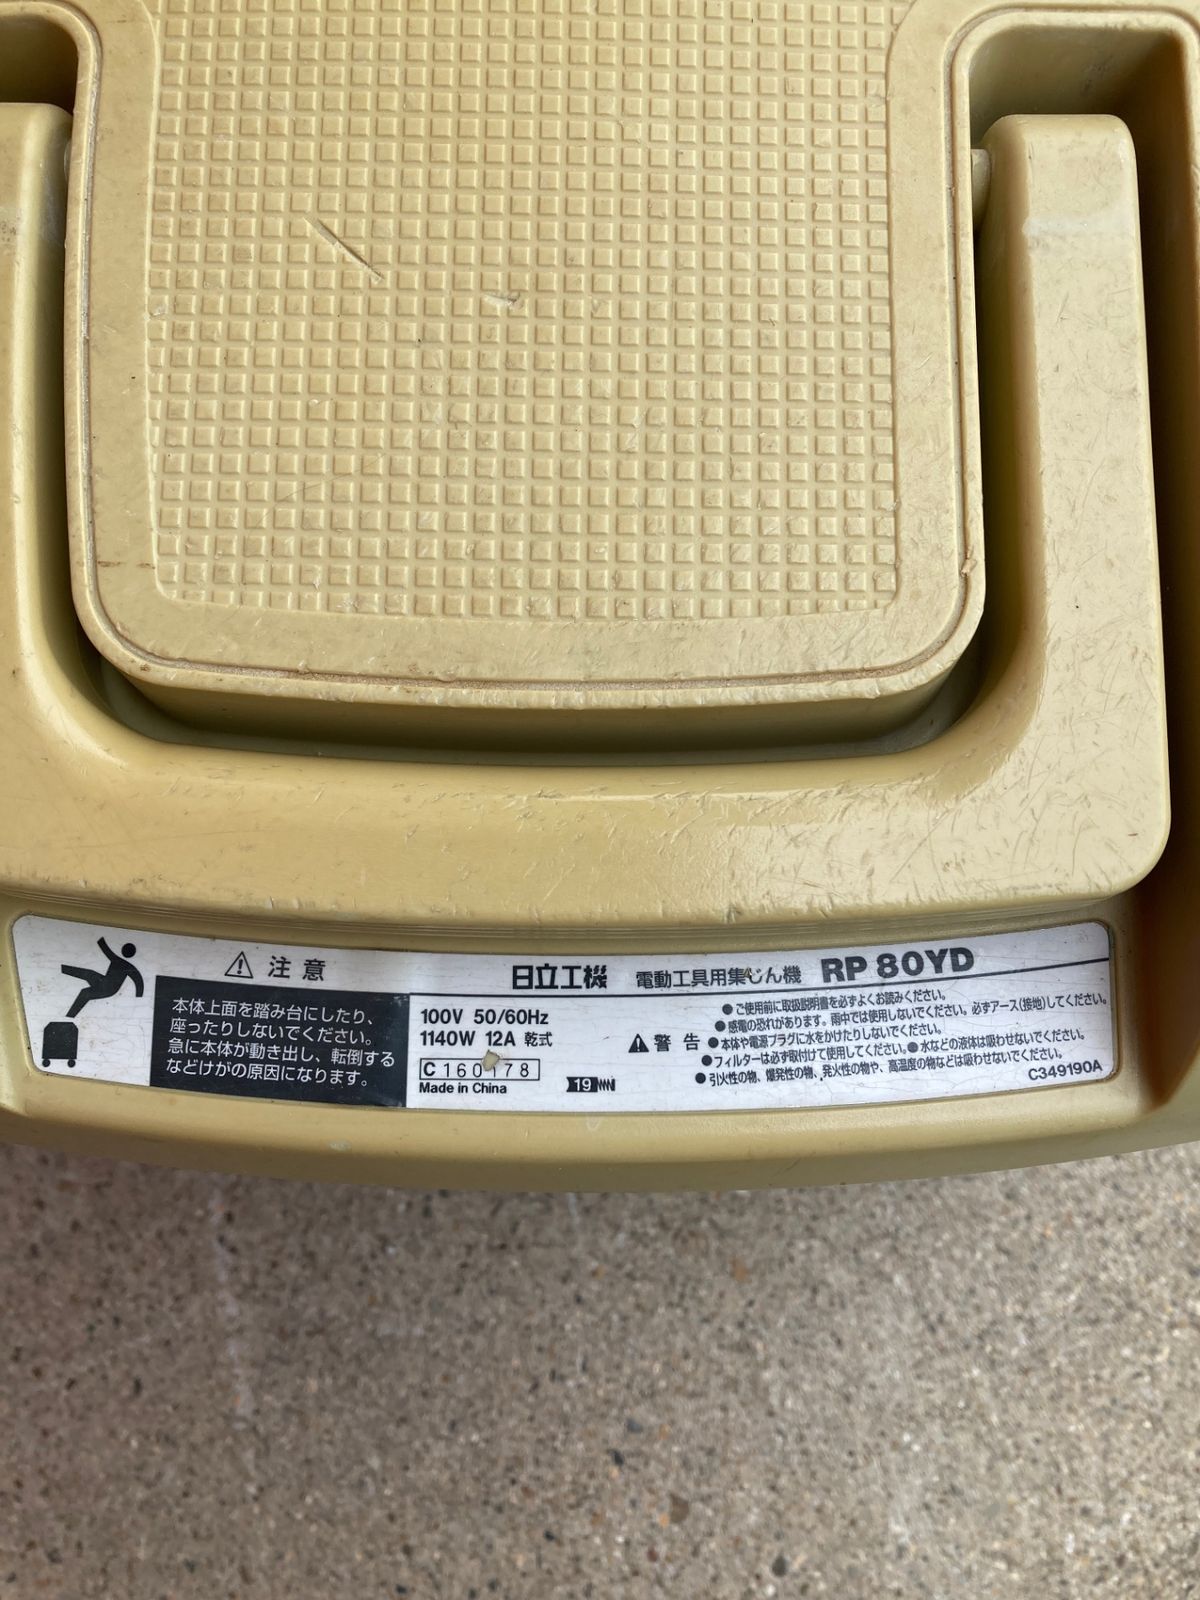 注意
本体上面を踏み台にしたり、
座ったりしないでください。
急に本体が動き出し、転倒する
などけがの原因になります。
日立工機 電動工具用集じん機 RP 80YD
100V 50/60Hz
1140W 12A 乾式
C 160 78
Made in China
19
警告
●ご使用前に取扱説明書を必ずよくお読みください。
●感電の恐れがあります。雨中では使用しないでください。必ずアース(接地)してください。
●本体や電源プラグに水をかけたりしないでください。
●フィルターは必ず取付けて使用してください。●水などの液体は吸わせないでください。
●引火性の物、爆発性の物、発火性の物や、高温度の物などは吸わせないでください。
C349190A